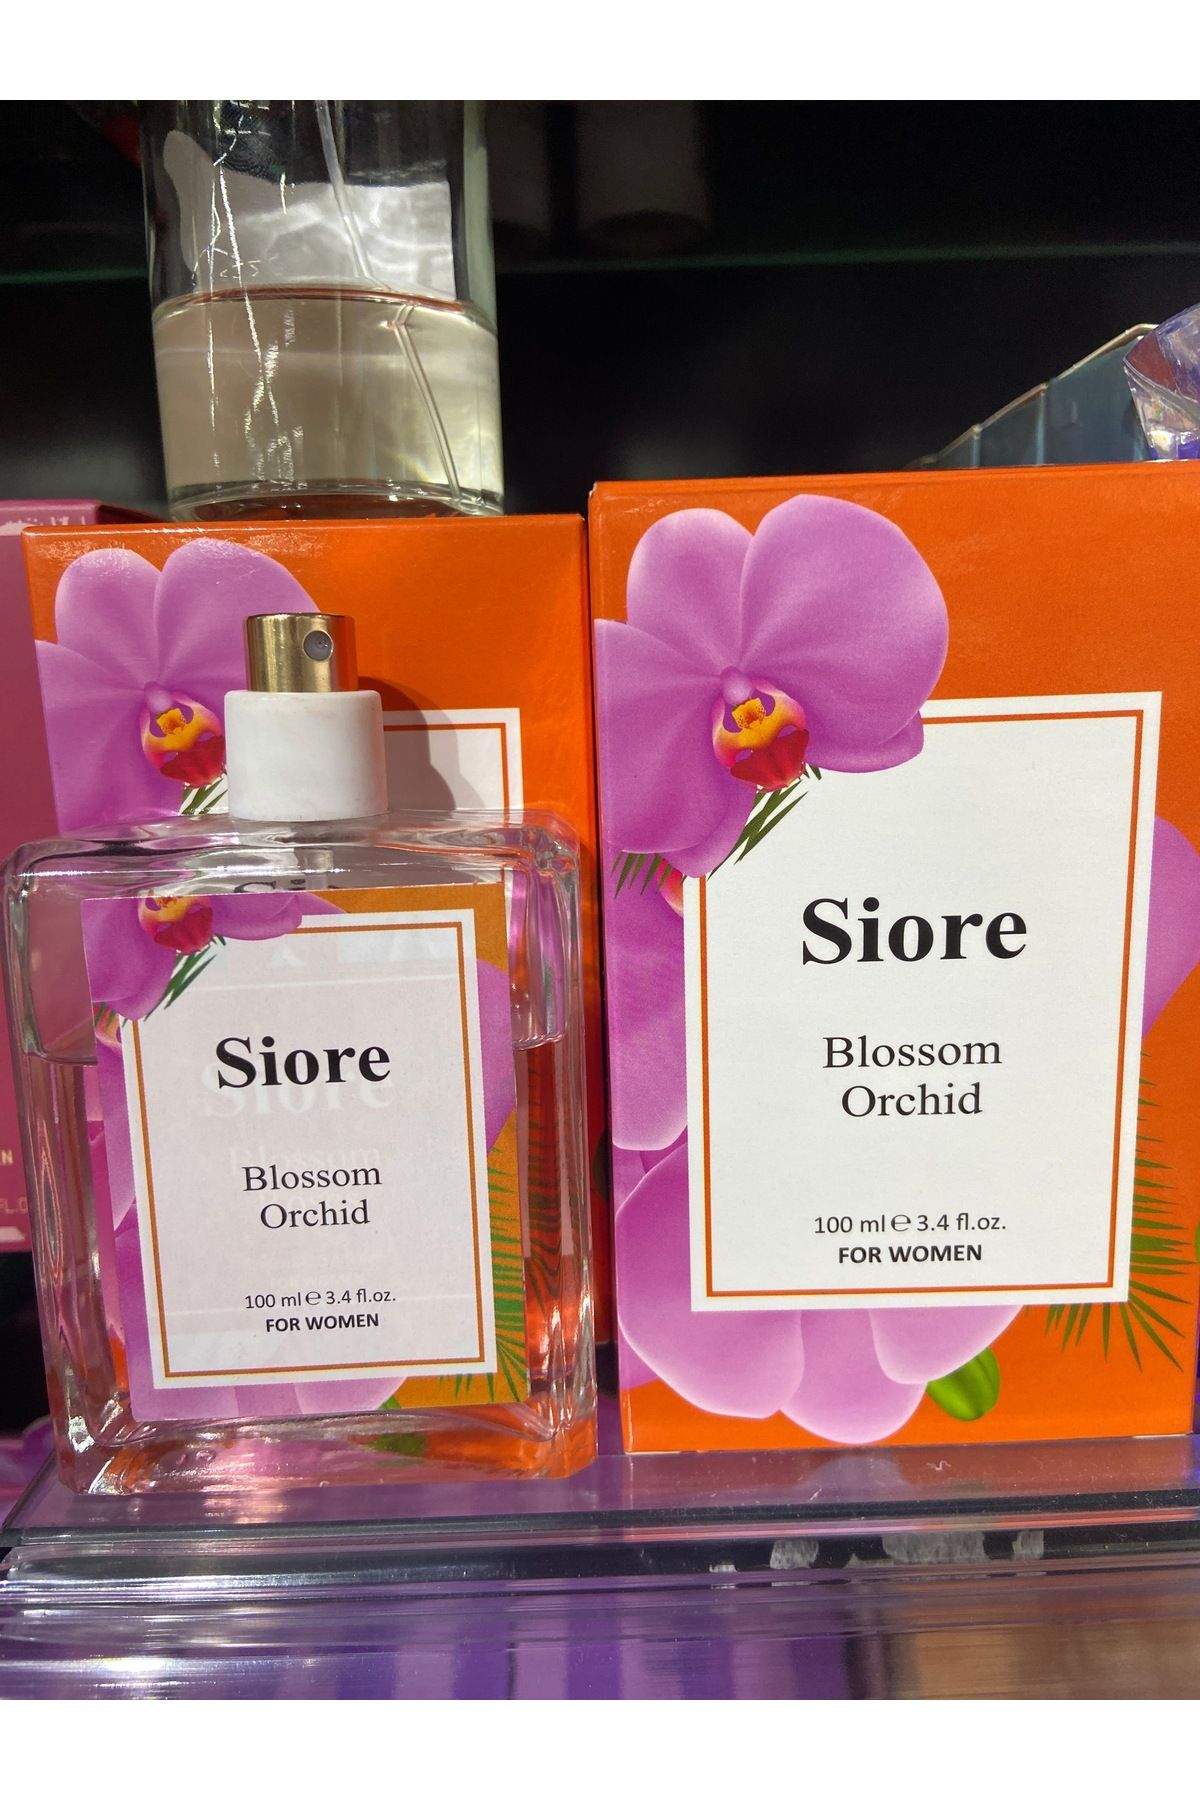 Siore
Blossom
Orchid
100 ml ℮ 3.4 fl.oz.
FOR WOMEN
Siore
Blossom
Orchid
100 ml ℮ 3.4 fl.oz.
FOR WOMEN